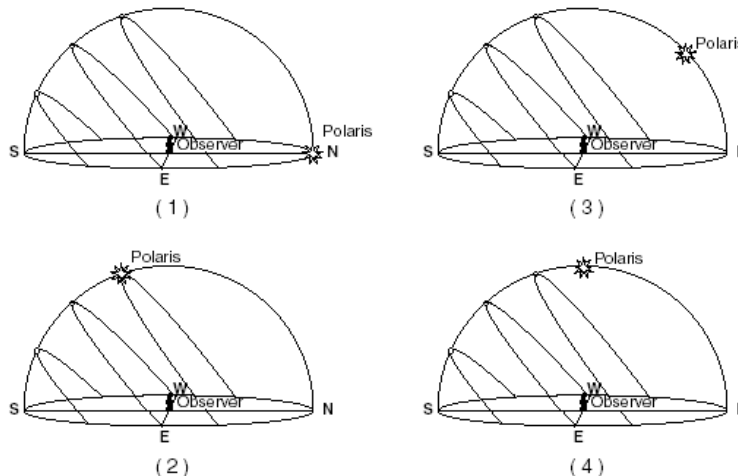 Polaris
S
W
Observer
N
E
(1)
Polaris
S
W
Observer
E
(3)
Polaris
S
W
Observer
N
E
(2)
Polaris
S
W
Observer
E
(4)